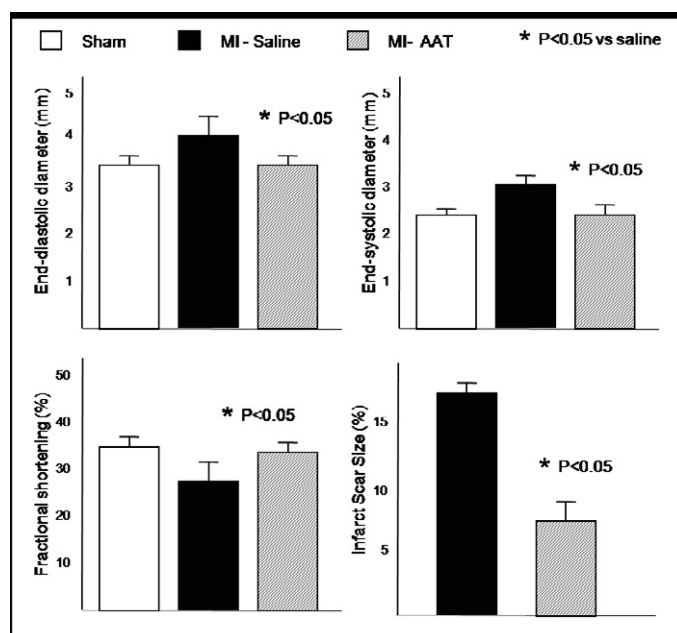 Sham MI - Saline MI- AAT * P<0.05 vs saline
End-diastolic diameter (mm)
5
4
3
2
1
* P<0.05
End-systolic diameter (mm)
5
4
3
2
1
* P<0.05
Fractional shortening (%)
50
40
30
20
10
* P<0.05
Infarct Scar Size (%)
15
10
5
* P<0.05